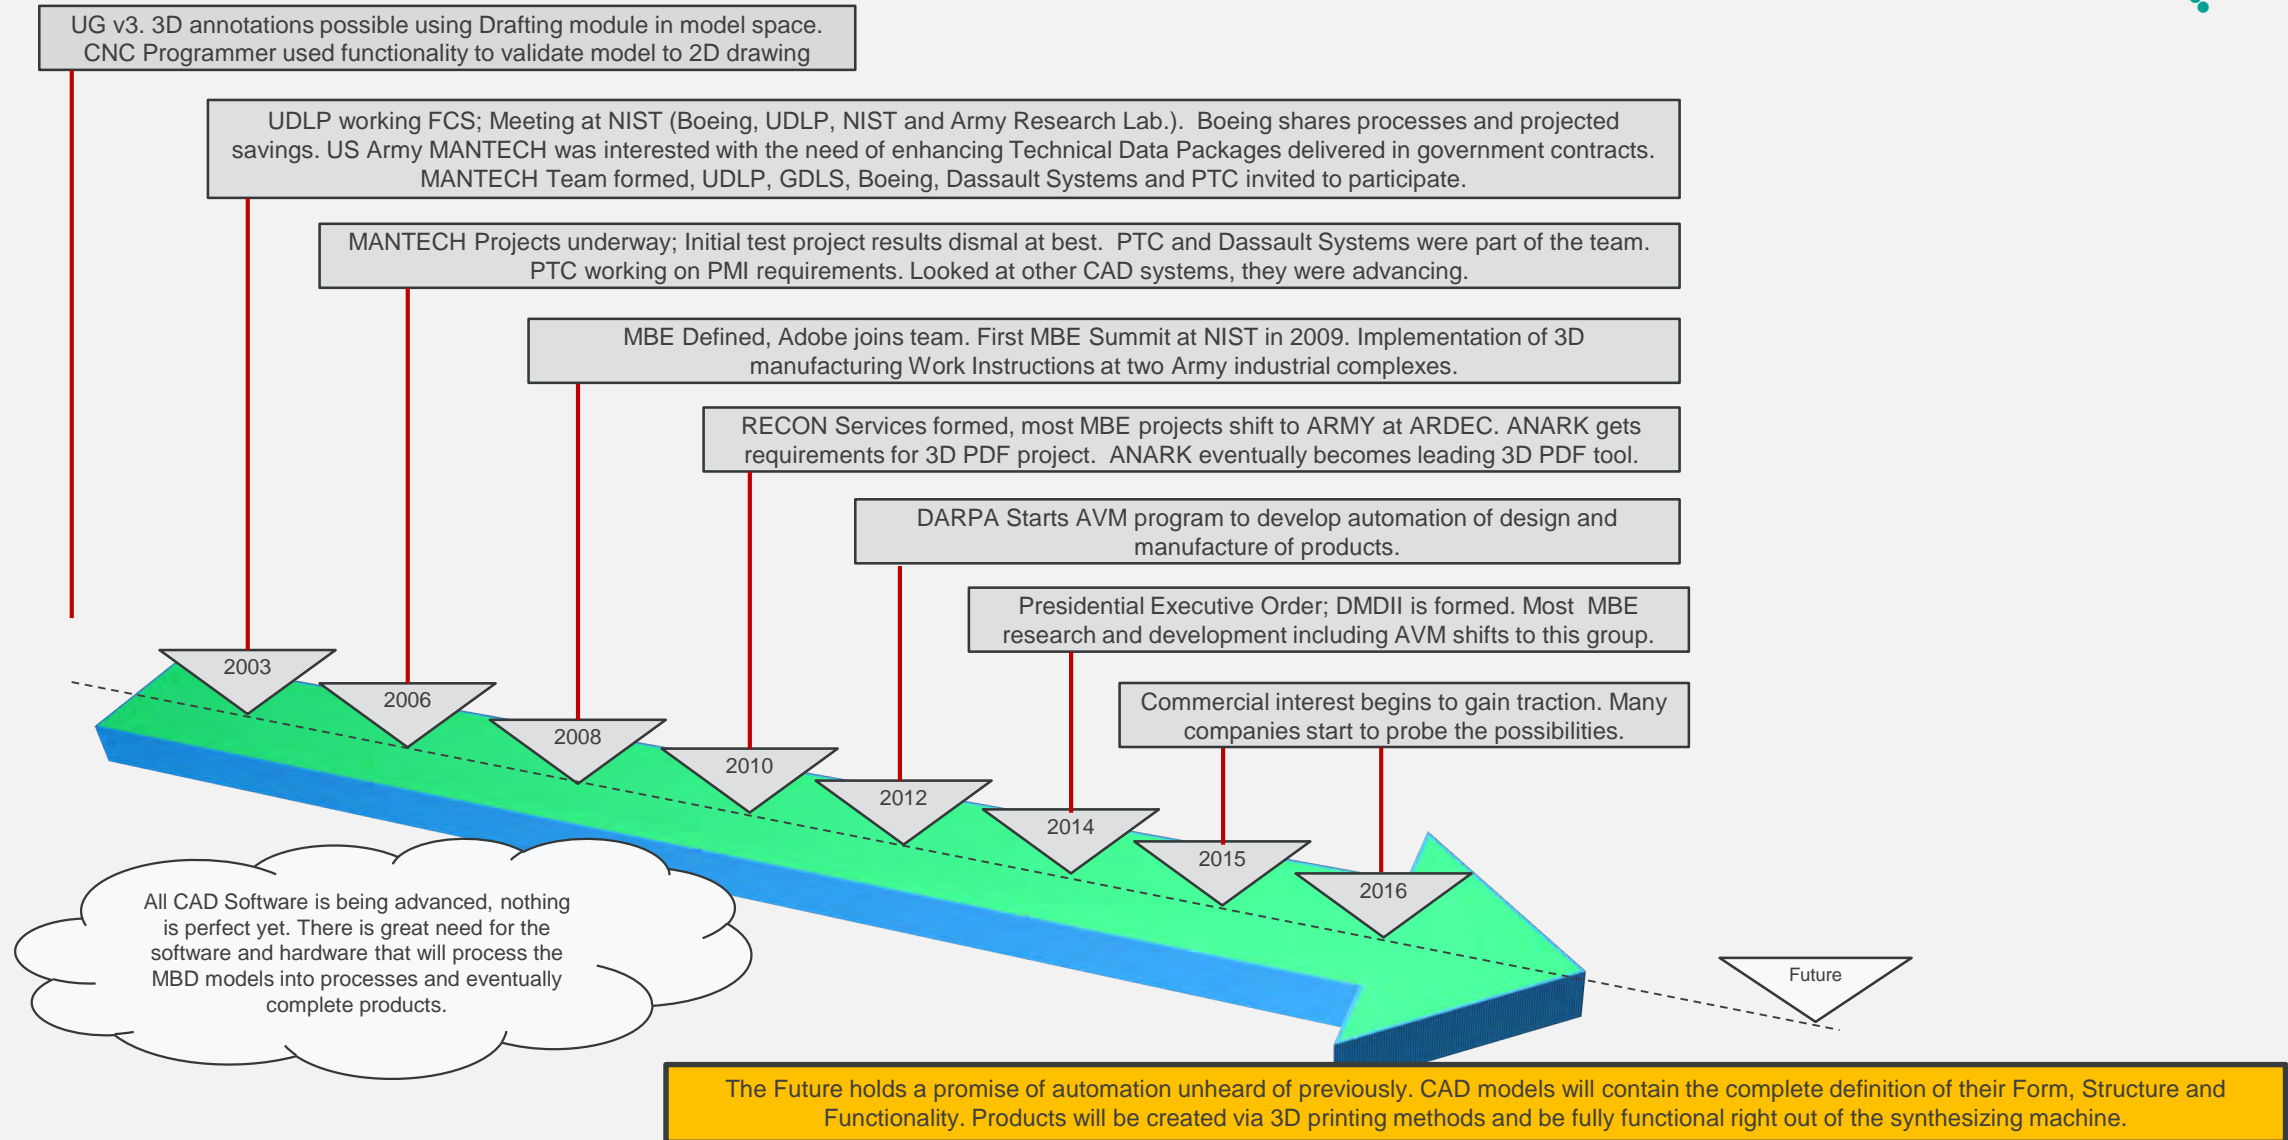 UG v3. 3D annotations possible using Drafting module in model space.
CNC Programmer used functionality to validate model to 2D drawing
UDLP working FCS; Meeting at NIST (Boeing, UDLP, NIST and Army Research Lab.).  Boeing shares processes and projected
savings. US Army MANTECH was interested with the need of enhancing Technical Data Packages delivered in government contracts.
MANTECH Team formed, UDLP, GDLS, Boeing, Dassault Systems and PTC invited to participate.
MANTECH Projects underway; Initial test project results dismal at best.  PTC and Dassault Systems were part of the team.
PTC working on PMI requirements. Looked at other CAD systems, they were advancing.
MBE Defined, Adobe joins team. First MBE Summit at NIST in 2009. Implementation of 3D
manufacturing Work Instructions at two Army industrial complexes.
RECON Services formed, most MBE projects shift to ARMY at ARDEC. ANARK gets
requirements for 3D PDF project.  ANARK eventually becomes leading 3D PDF tool.
DARPA Starts AVM program to develop automation of design and
manufacture of products.
Presidential Executive Order; DMDII is formed. Most  MBE
research and development including AVM shifts to this group.
Commercial interest begins to gain traction. Many
companies start to probe the possibilities.
2003
2006
2008
2010
2012
2014
2015
2016
Future
All CAD Software is being advanced, nothing
is perfect yet. There is great need for the
software and hardware that will process the
MBD models into processes and eventually
complete products.
The Future holds a promise of automation unheard of previously. CAD models will contain the complete definition of their Form, Structure and
Functionality. Products will be created via 3D printing methods and be fully functional right out of the synthesizing machine.